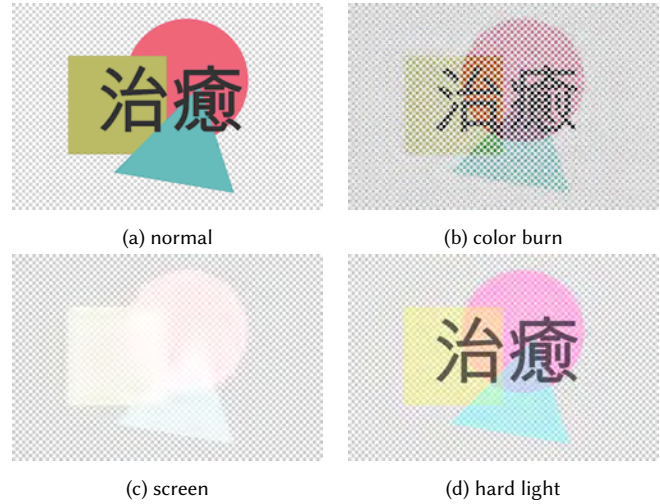 治癒
治癒
(a) normal
(b) color burn
治癒
(c) screen
(d) hard light